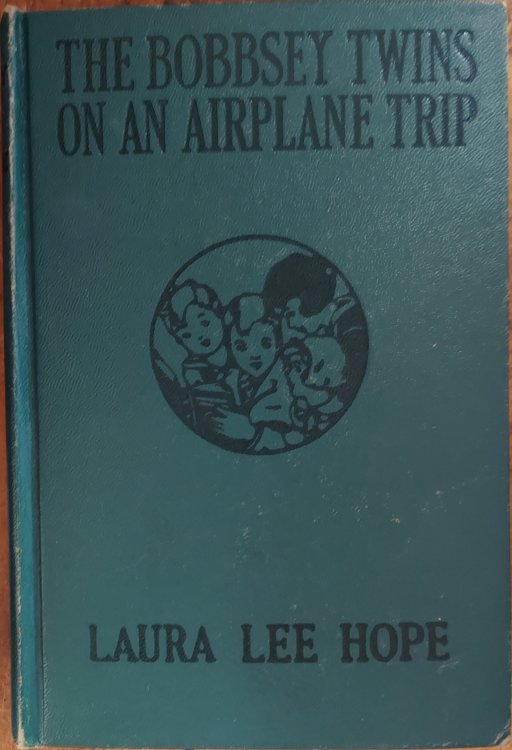 THE BOBBSEY TWINS
ON AN AIRPLANE TRIP
LAURA LEE HOPE